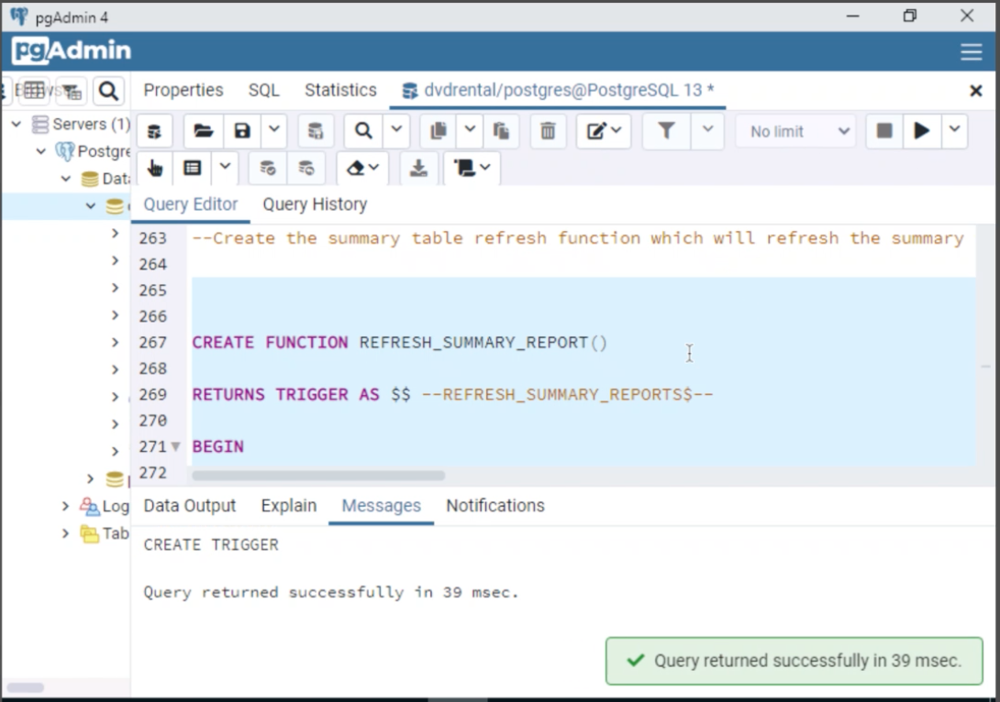 pgAdmin 4
pgAdmin
Properties SQL Statistics dvdrental/postgres@PostgreSQL 13 *
No limit
Servers (1)
Postgre
Data
Log
Tab
Query Editor Query History
263 --Create the summary table refresh function which will refresh the summary
264
265
266
267 CREATE FUNCTION REFRESH_SUMMARY_REPORT()
268
269 RETURNS TRIGGER AS $$ --REFRESH_SUMMARY_REPORTS$--
270
271 BEGIN
272
Data Output Explain Messages Notifications
CREATE TRIGGER
Query returned successfully in 39 msec.
Query returned successfully in 39 msec.